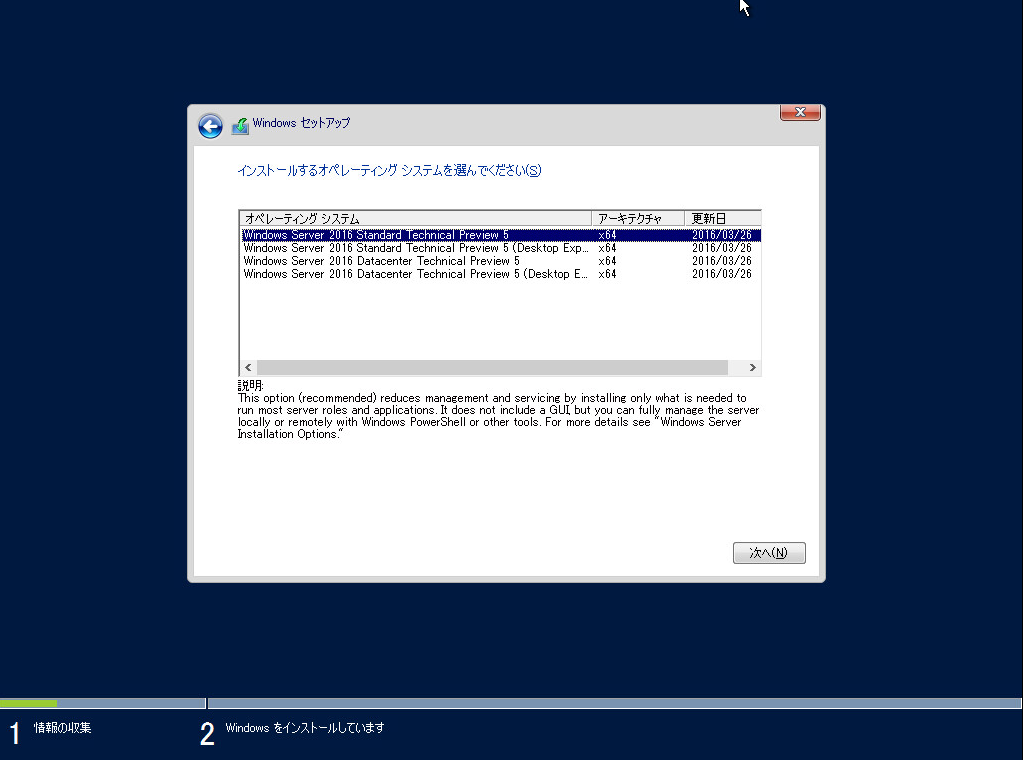 Windows セットアップ
インストールするオペレーティング システムを選んでください(S)
オペレーティング システム アーキテクチャ 更新日
Windows Server 2016 Standard Technical Preview 5 x64 2016/03/26
Windows Server 2016 Standard Technical Preview 5 (Desktop Exp... x64 2016/03/26
Windows Server 2016 Datacenter Technical Preview 5 x64 2016/03/26
Windows Server 2016 Datacenter Technical Preview 5 (Desktop E... x64 2016/03/26
説明:
This option (recommended) reduces management and servicing by installing only what is needed to
run most server roles and applications. It does not include a GUI, but you can fully manage the server
locally or remotely with Windows PowerShell or other tools. For more details see "Windows Server
Installation Options."
次へ(N)
1 情報の収集 2 Windows をインストールしています